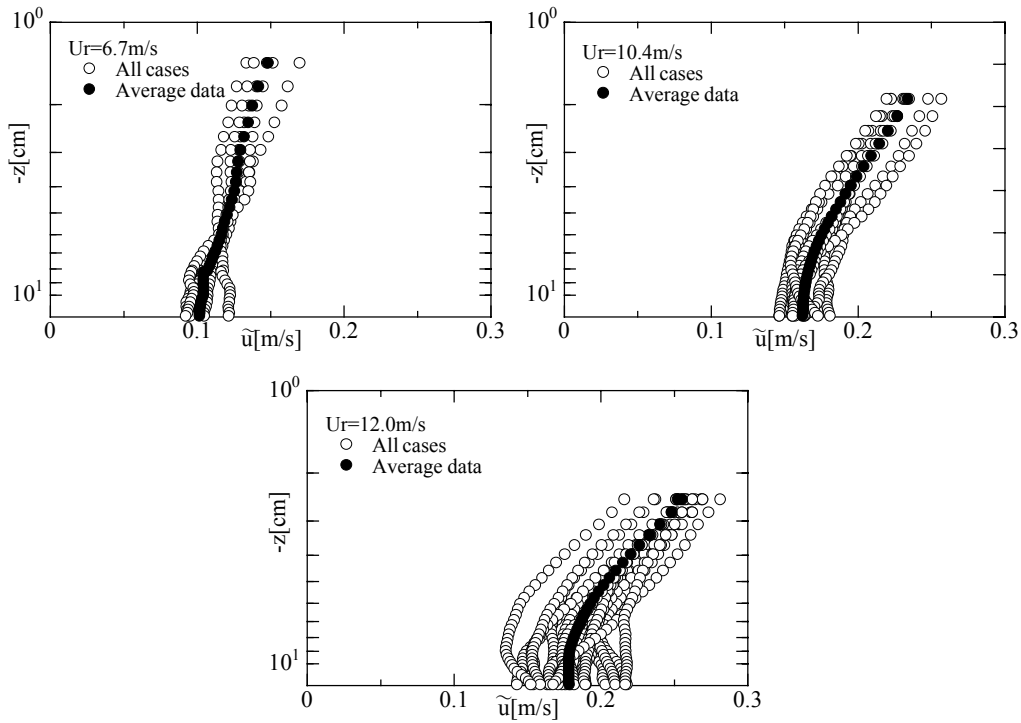 10⁰
Ur=6.7m/s
All cases
Average data
-z[cm]
10¹
0
0.1
0.2
0.3
ũ[m/s]
10⁰
Ur=10.4m/s
All cases
Average data
-z[cm]
10¹
0
0.1
0.2
0.3
ũ[m/s]
10⁰
Ur=12.0m/s
All cases
Average data
-z[cm]
10¹
0
0.1
0.2
0.3
ũ[m/s]